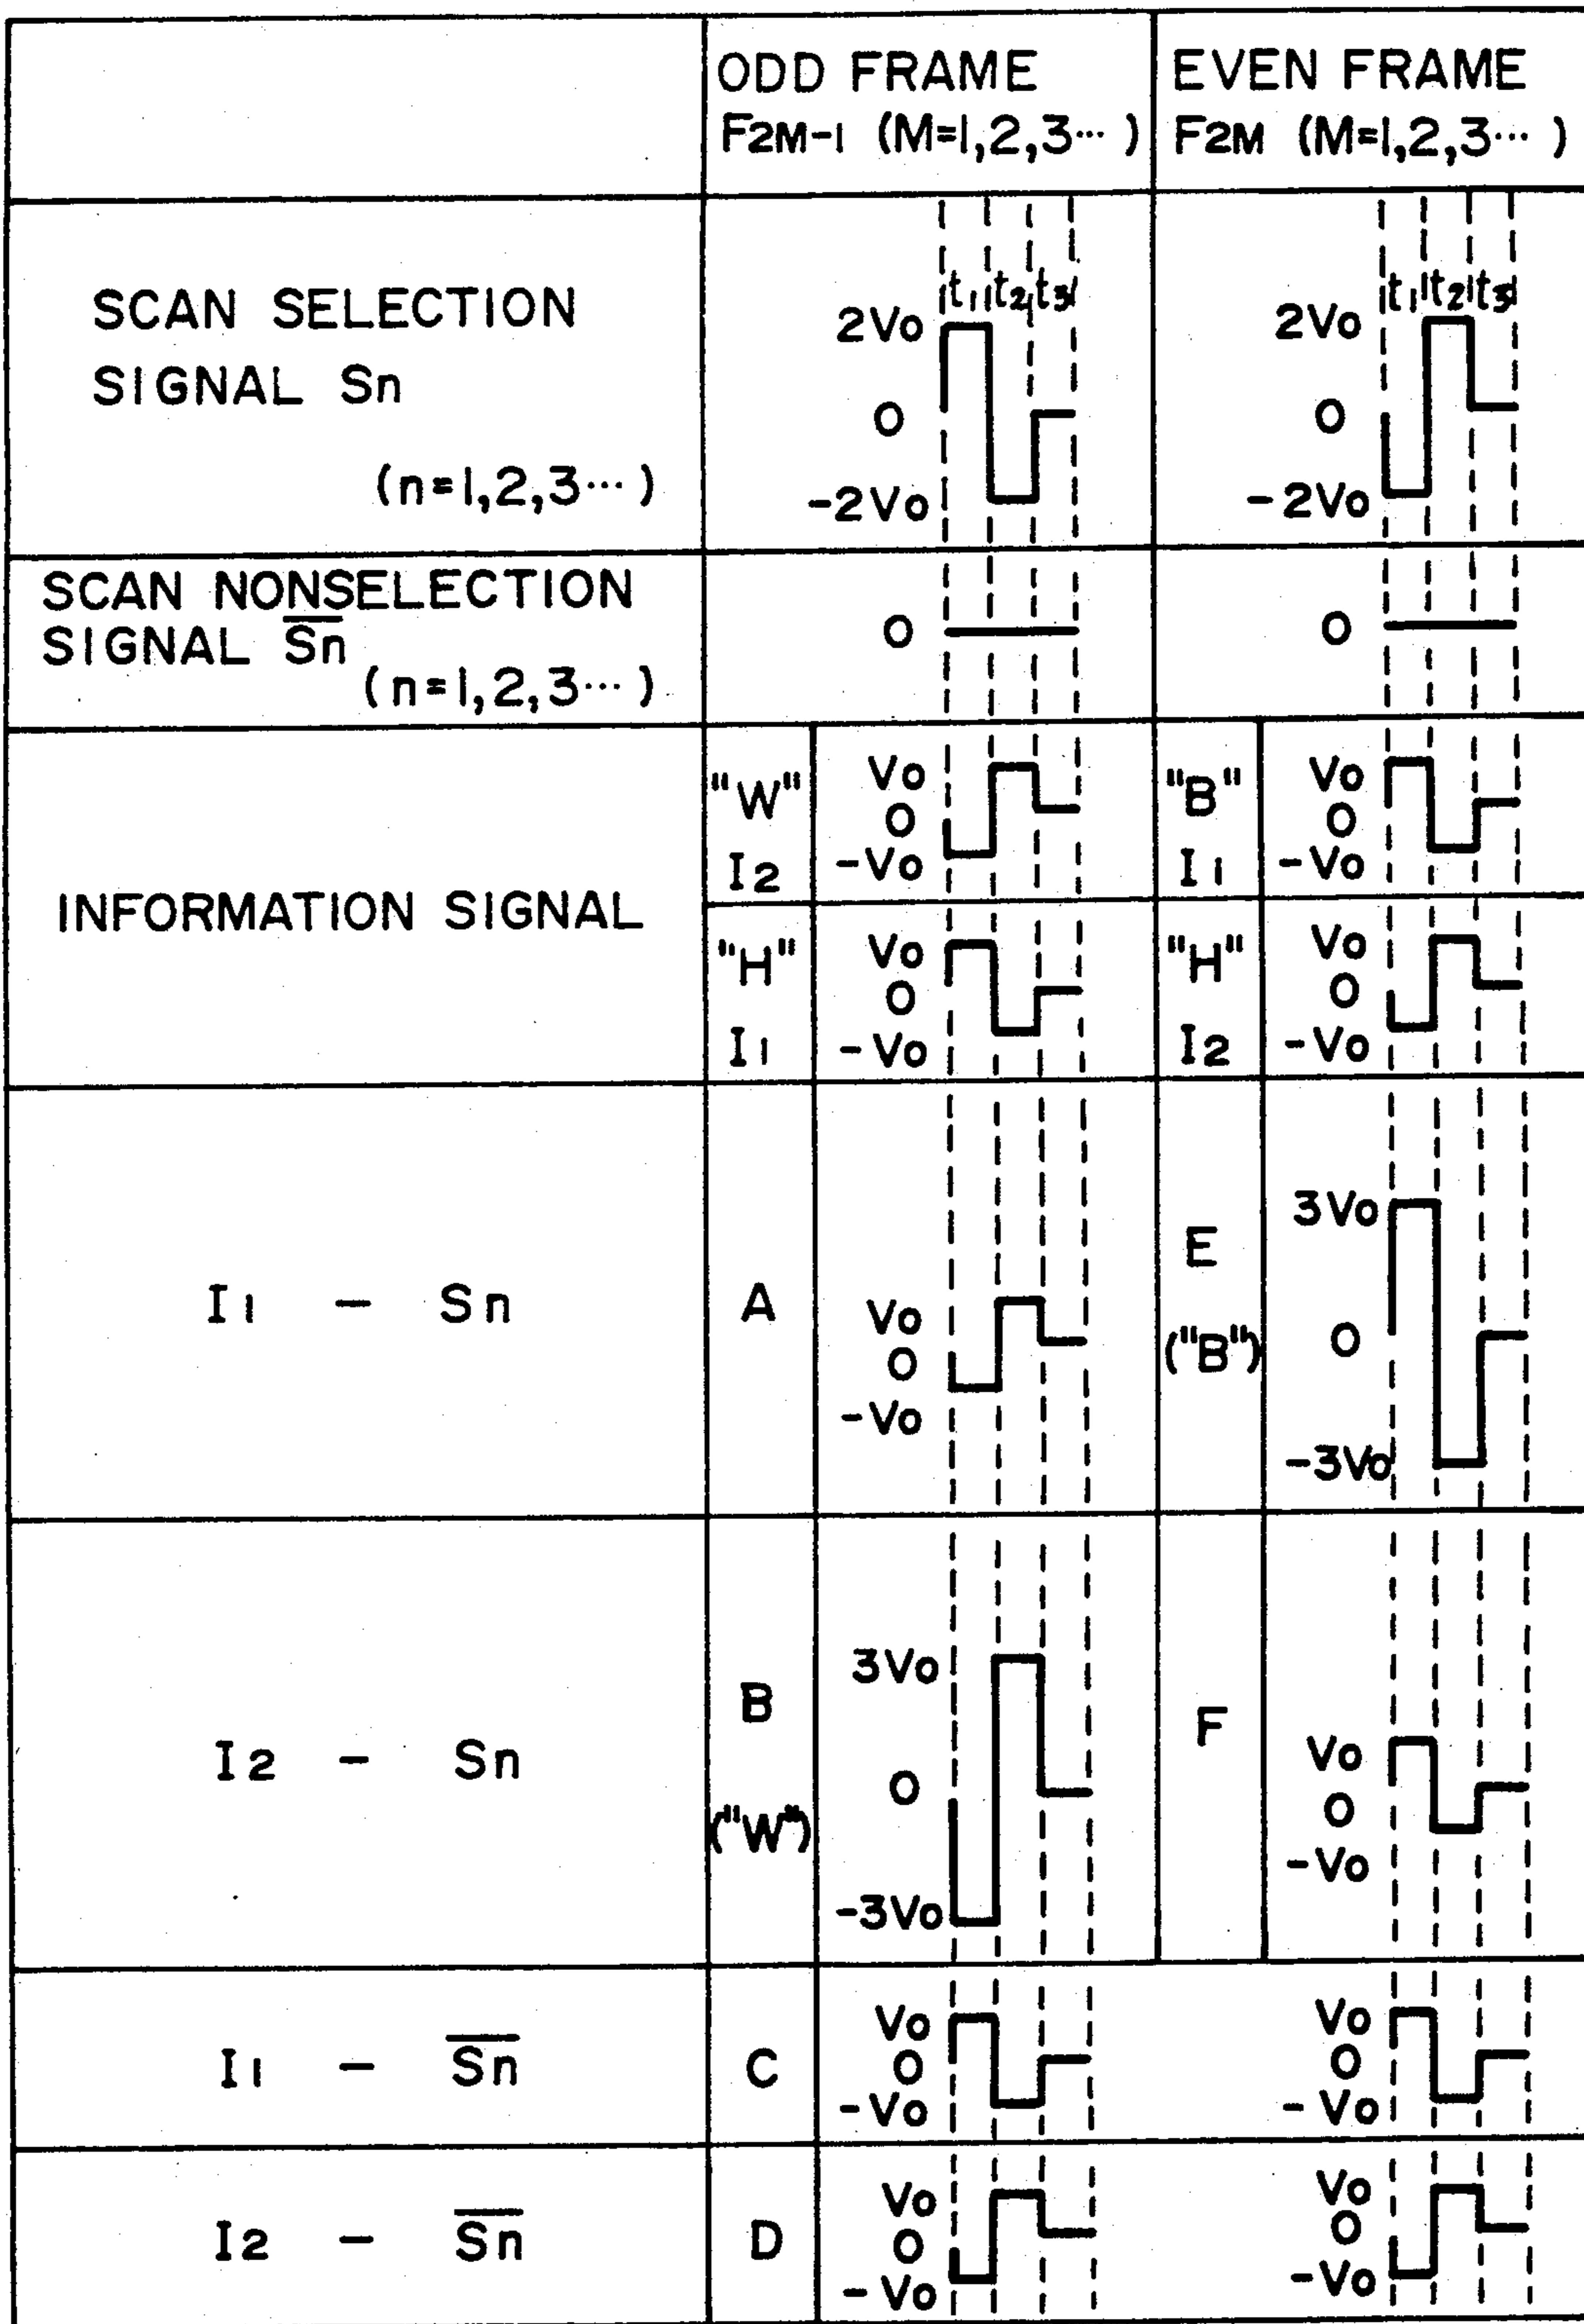 ODD FRAME
F2M-1 (M=1,2,3··· )
EVEN FRAME
F2M (M=1,2,3··· )
SCAN SELECTION
SIGNAL Sn
(n=1,2,3··· )
2Vo
0
-2Vo
t1 t2 t3
2Vo
0
-2Vo
t1 t2 t3
SCAN NONSELECTION
SIGNAL S̅n̅
(n=1,2,3··· )
0
0
INFORMATION SIGNAL
"W"
I2
Vo
0
-Vo
"B"
I1
Vo
0
-Vo
"H"
I1
Vo
0
-Vo
"H"
I2
Vo
0
-Vo
I1 - Sn
A
Vo
0
-Vo
E
("B")
3Vo
0
-3Vo
I2 - Sn
B
("W")
3Vo
0
-3Vo
F
Vo
0
-Vo
I1 - S̅n̅
C
Vo
0
-Vo
Vo
0
-Vo
I2 - S̅n̅
D
Vo
0
-Vo
Vo
0
-Vo